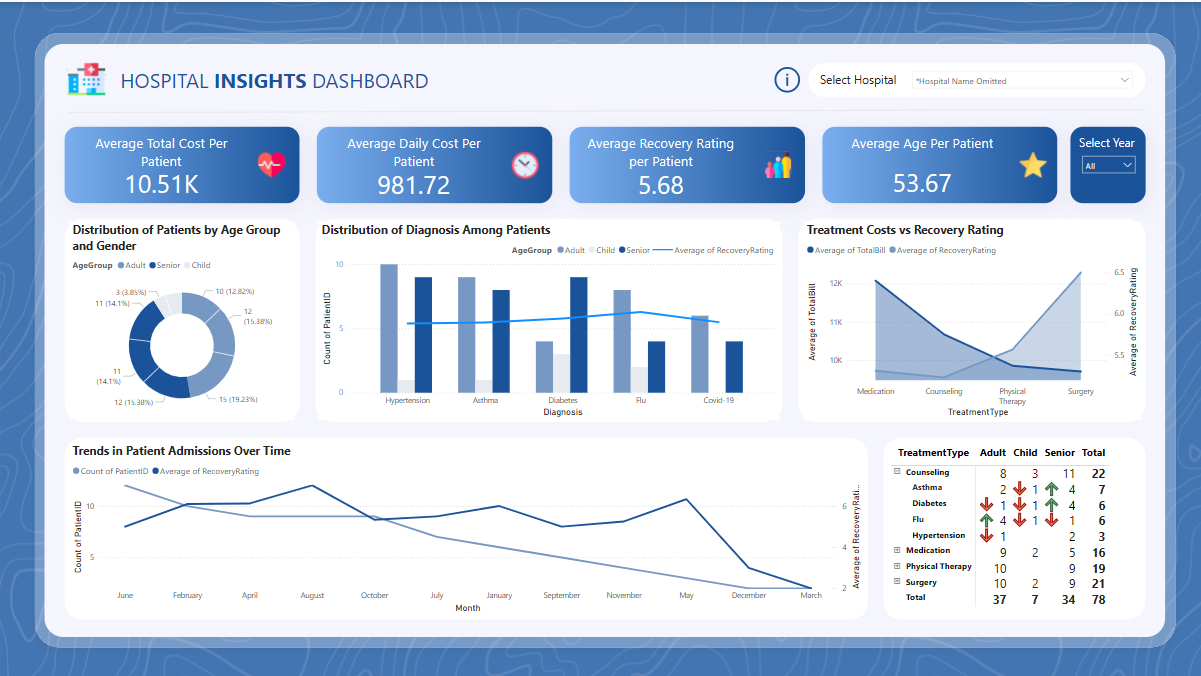 HOSPITAL INSIGHTS DASHBOARD
Select Hospital
*Hospital Name Omitted
Average Total Cost Per
Patient
10.51K
Average Daily Cost Per
Patient
981.72
Average Recovery Rating
per Patient
5.68
Average Age Per Patient
53.67
Select Year
All
Distribution of Patients by Age Group
and Gender
AgeGroup Adult Senior Child
3 (3.85%)
10 (12.82%)
11 (14.1%)
12
(15.38%)
11
(14.1%)
12 (15.38%)
15 (19.23%)
Distribution of Diagnosis Among Patients
AgeGroup Adult Child Senior Average of RecoveryRating
Count of PatientID
10
5
0
Hypertension Asthma Diabetes Flu Covid-19
Diagnosis
Treatment Costs vs Recovery Rating
Average of TotalBill Average of RecoveryRating
Average of TotalBill
12K
11K
10K
6.5
6.0
5.5
Average of RecoveryRating
Medication Counseling Physical Surgery
Therapy
TreatmentType
Trends in Patient Admissions Over Time
Count of PatientID Average of RecoveryRating
Count of PatientID
10
5
6
4
2
Average of RecoveryRati...
June February April August October July January September November May December March
Month
TreatmentType Adult Child Senior Total
Counseling 8 3 11 22
Asthma 2 1 4 7
Diabetes 1 1 4 6
Flu 4 1 1 6
Hypertension 1 2 3
Medication 9 2 5 16
Physical Therapy 10 9 19
Surgery 10 2 9 21
Total 37 7 34 78